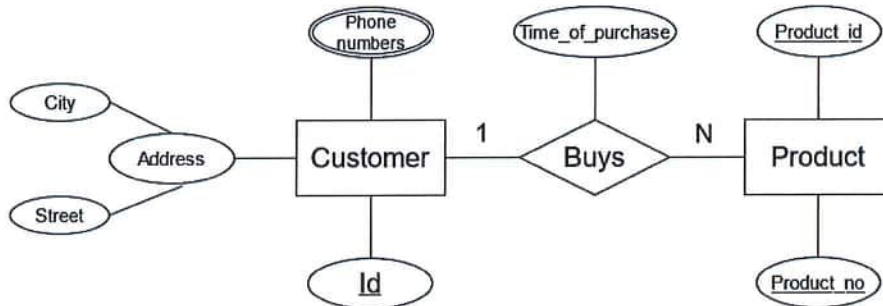 Phone
numbers
Time_of_purchase
Product_id
City
Address
Customer
1
Buys
N
Product
Street
Id
Product_no